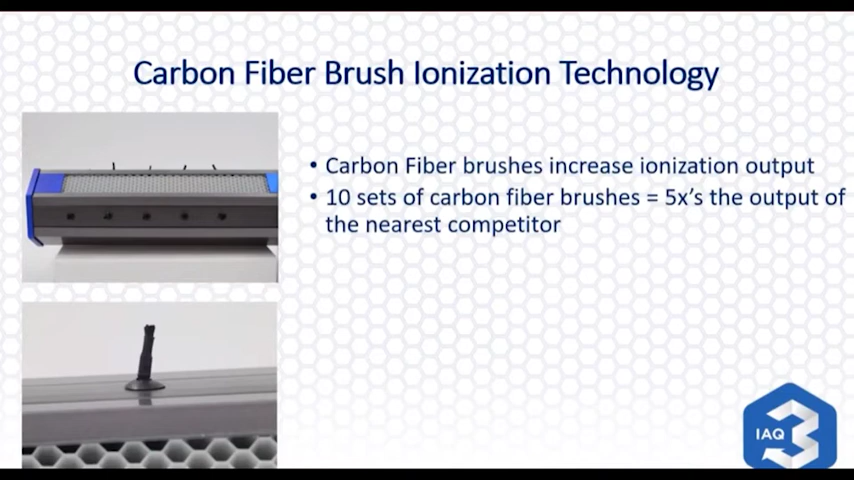 Carbon Fiber Brush Ionization Technology
• Carbon Fiber brushes increase ionization output
• 10 sets of carbon fiber brushes = 5x’s the output of
the nearest competitor
IAQ 3